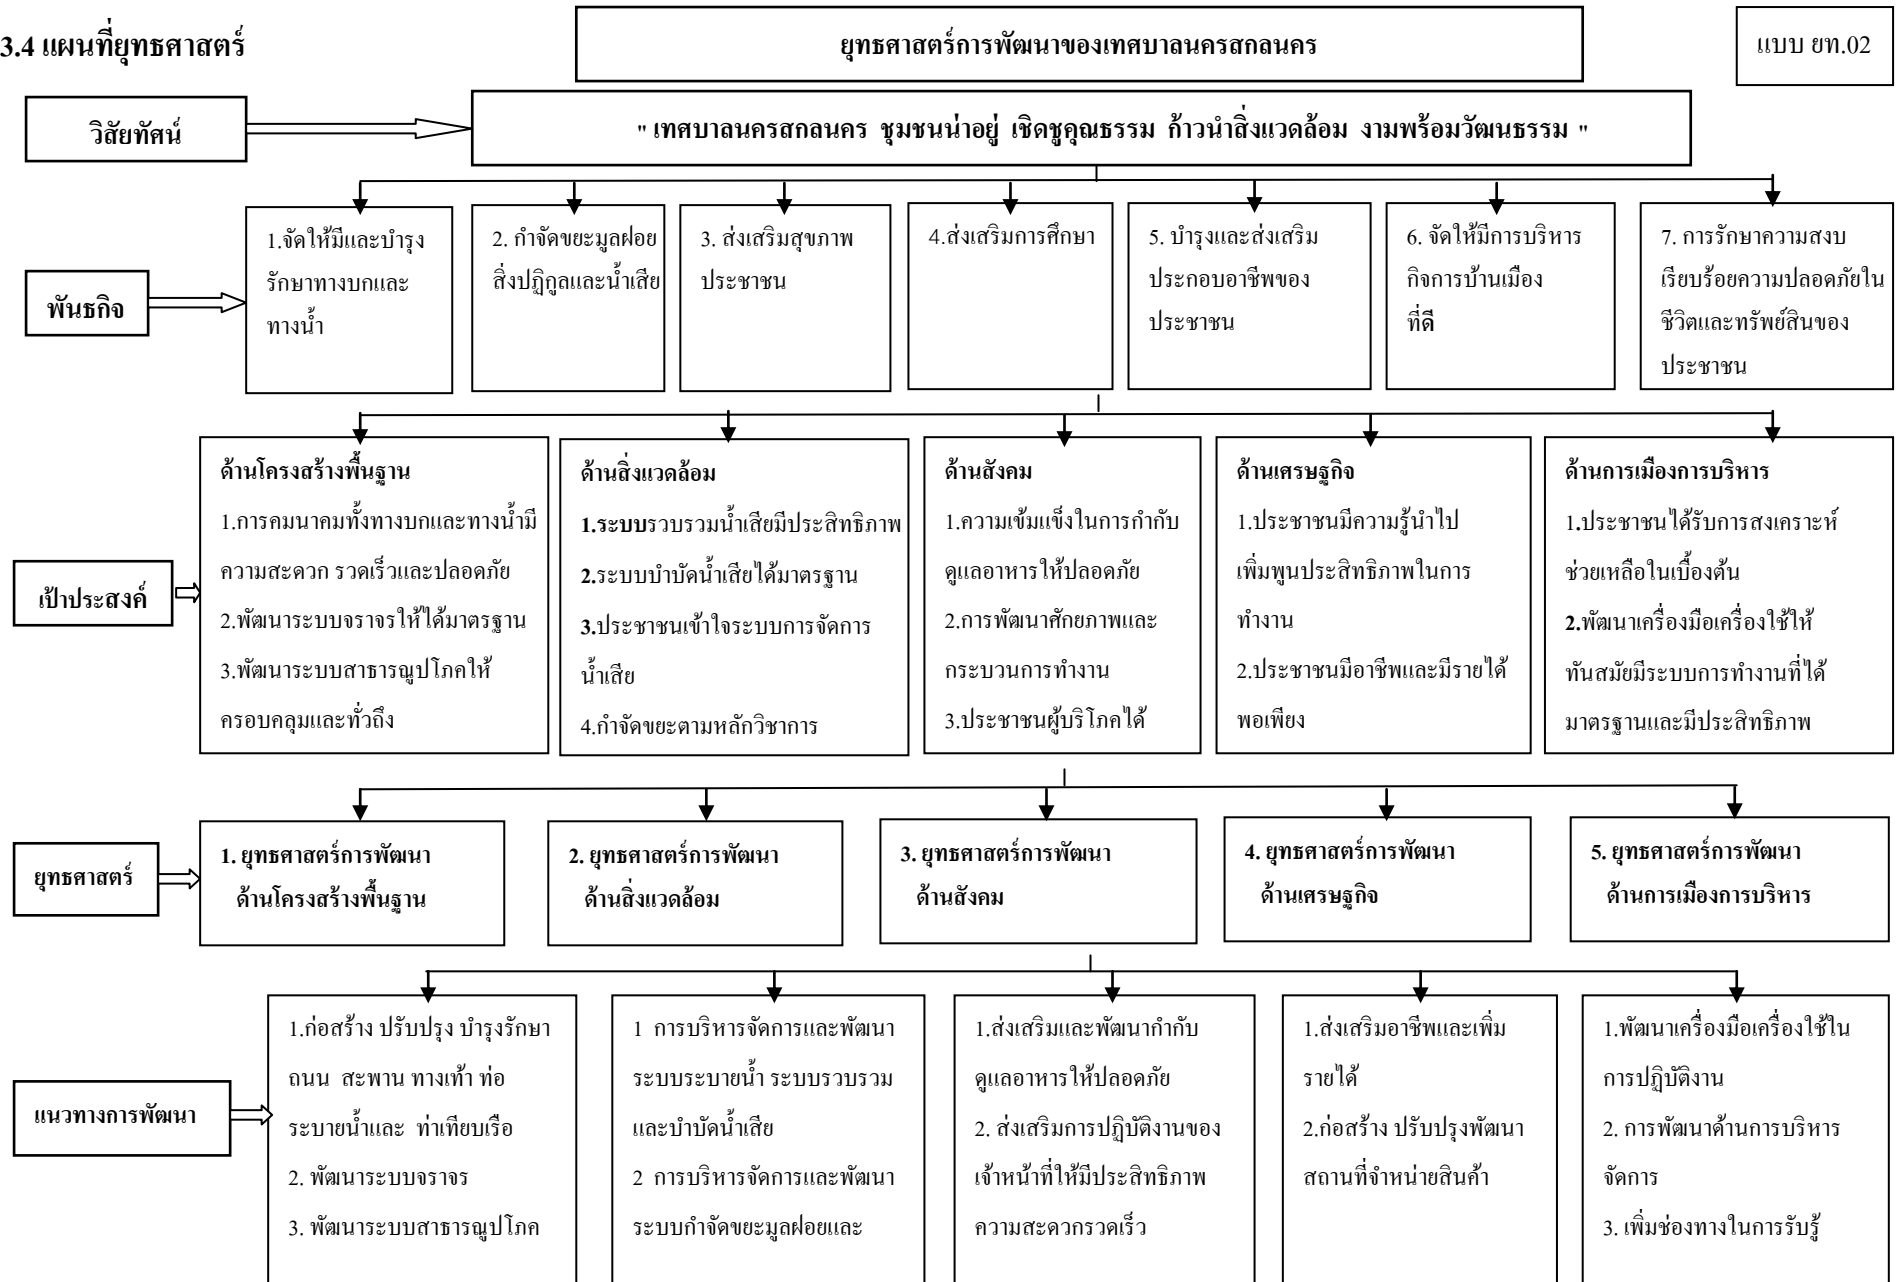 3.4 แผนที่ยุทธศาสตร์
ยุทธศาสตร์การพัฒนาของเทศบาลนครสกลนคร
แบบ ยท.02
วิสัยทัศน์
" เทศบาลนครสกลนคร ชุมชนน่าอยู่ เชิดชูคุณธรรม ก้าวนำสิ่งแวดล้อม งามพร้อมวัฒนธรรม "
พันธกิจ
1.จัดให้มีและบำรุง
รักษาทางบกและ
ทางน้ำ
2. กำจัดขยะมูลฝอย
สิ่งปฏิกูลและน้ำเสีย
3. ส่งเสริมสุขภาพ
ประชาชน
4.ส่งเสริมการศึกษา
5. บำรุงและส่งเสริม
ประกอบอาชีพของ
ประชาชน
6. จัดให้มีการบริหาร
กิจการบ้านเมือง
ที่ดี
7. การรักษาความสงบ
เรียบร้อยความปลอดภัยใน
ชีวิตและทรัพย์สินของ
ประชาชน
เป้าประสงค์
ด้านโครงสร้างพื้นฐาน
1.การคมนาคมทั้งทางบกและทางน้ำมี
ความสะดวก รวดเร็วและปลอดภัย
2.พัฒนาระบบจราจรให้ได้มาตรฐาน
3.พัฒนาระบบสาธารณูปโภคให้
ครอบคลุมและทั่วถึง
ด้านสิ่งแวดล้อม
1.ระบบรวบรวมน้ำเสียมีประสิทธิภาพ
2.ระบบบำบัดน้ำเสียได้มาตรฐาน
3.ประชาชนเข้าใจระบบการจัดการ
น้ำเสีย
4.กำจัดขยะตามหลักวิชาการ
ด้านสังคม
1.ความเข้มแข็งในการกำกับ
ดูแลอาหารให้ปลอดภัย
2.การพัฒนาศักยภาพและ
กระบวนการทำงาน
3.ประชาชนผู้บริโภคได้
ด้านเศรษฐกิจ
1.ประชาชนมีความรู้นำไป
เพิ่มพูนประสิทธิภาพในการ
ทำงาน
2.ประชาชนมีอาชีพและมีรายได้
พอเพียง
ด้านการเมืองการบริหาร
1.ประชาชนได้รับการสงเคราะห์
ช่วยเหลือในเบื้องต้น
2.พัฒนาเครื่องมือเครื่องใช้ให้
ทันสมัยมีระบบการทำงานที่ได้
มาตรฐานและมีประสิทธิภาพ
ยุทธศาสตร์
1. ยุทธศาสตร์การพัฒนา
ด้านโครงสร้างพื้นฐาน
2. ยุทธศาสตร์การพัฒนา
ด้านสิ่งแวดล้อม
3. ยุทธศาสตร์การพัฒนา
ด้านสังคม
4. ยุทธศาสตร์การพัฒนา
ด้านเศรษฐกิจ
5. ยุทธศาสตร์การพัฒนา
ด้านการเมืองการบริหาร
แนวทางการพัฒนา
1.ก่อสร้าง ปรับปรุง บำรุงรักษา
ถนน สะพาน ทางเท้า ท่อ
ระบายน้ำและ ท่าเทียบเรือ
2. พัฒนาระบบจราจร
3. พัฒนาระบบสาธารณูปโภค
1 การบริหารจัดการและพัฒนา
ระบบระบายน้ำ ระบบรวบรวม
และบำบัดน้ำเสีย
2 การบริหารจัดการและพัฒนา
ระบบกำจัดขยะมูลฝอยและ
1.ส่งเสริมและพัฒนากำกับ
ดูแลอาหารให้ปลอดภัย
2. ส่งเสริมการปฏิบัติงานของ
เจ้าหน้าที่ให้มีประสิทธิภาพ
ความสะดวกรวดเร็ว
1.ส่งเสริมอาชีพและเพิ่ม
รายได้
2.ก่อสร้าง ปรับปรุงพัฒนา
สถานที่จำหน่ายสินค้า
1.พัฒนาเครื่องมือเครื่องใช้ใน
การปฏิบัติงาน
2. การพัฒนาด้านการบริหาร
จัดการ
3. เพิ่มช่องทางในการรับรู้